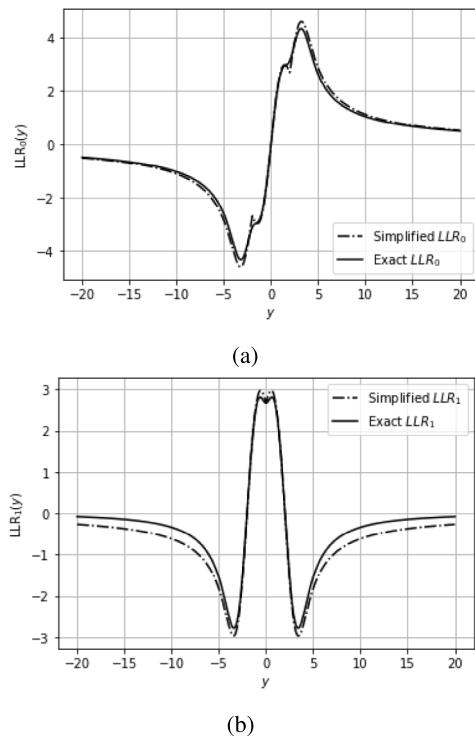 4
2
0
−2
−4
LLR₀(y)
Simplified LLR₀
Exact LLR₀
−20 −15 −10 −5 0 5 10 15 20
y
(a)
3
2
1
0
−1
−2
−3
LLR₁(y)
Simplified LLR₁
Exact LLR₁
−20 −15 −10 −5 0 5 10 15 20
y
(b)